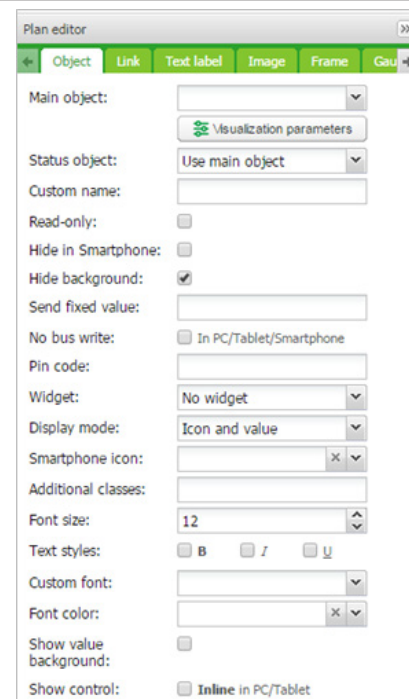 Plan editor
Object Link Text label Image Frame Gau
Main object:
Visualization parameters
Status object: Use main object
Custom name:
Read-only:
Hide in Smartphone:
Hide background:
Send fixed value:
No bus write: In PC/Tablet/Smartphone
Pin code:
Widget: No widget
Display mode: Icon and value
Smartphone icon:
Additional classes:
Font size: 12
Text styles: B I U
Custom font:
Font color:
Show value
background:
Show control: Inline in PC/Tablet